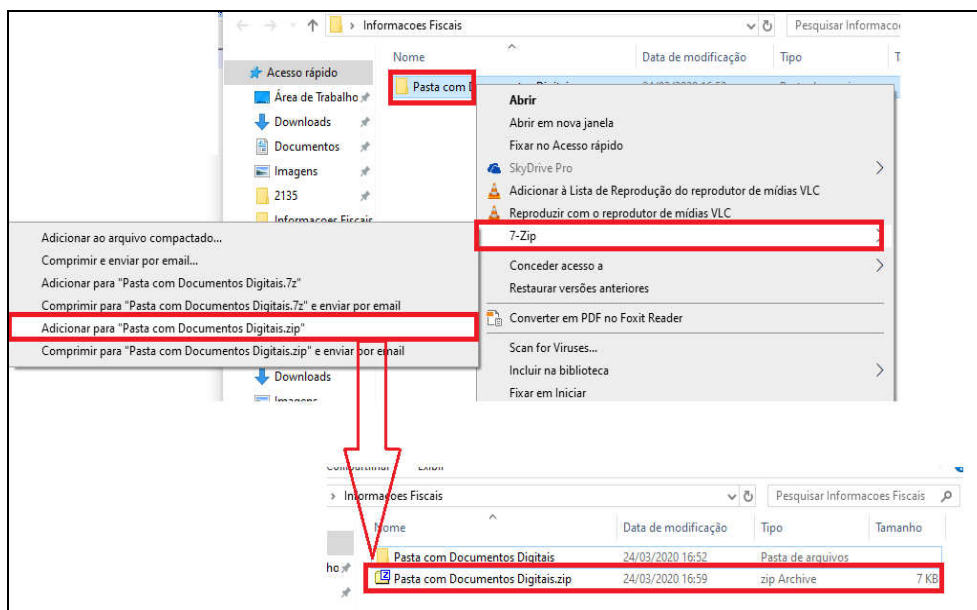 Informacoes Fiscais
Pesquisar Informaco
Nome
Data de modificação
Tipo
Acesso rápido
Pasta com
Área de Trabalho
Abrir
Downloads
Abrir em nova janela
Documentos
Fixar no Acesso rápido
Imagens
SkyDrive Pro
2135
Adicionar à Lista de Reprodução do reprodutor de mídias VLC
Informacoes Fiscais
Reproduzir com o reprodutor de mídias VLC
7-Zip
Adicionar ao arquivo compactado...
Comprimir e enviar por email...
Conceder acesso a
Adicionar para "Pasta com Documentos Digitais.7z"
Restaurar versões anteriores
Comprimir para "Pasta com Documentos Digitais.7z" e enviar por email
Converter em PDF no Foxit Reader
Adicionar para "Pasta com Documentos Digitais.zip"
Comprimir para "Pasta com Documentos Digitais.zip" e enviar por email
Scan for Viruses...
Incluir na biblioteca
Downloads
Fixar em Iniciar
Informacoes Fiscais
Pesquisar Informacoes Fiscais
Nome
Data de modificação
Tipo
Tamanho
Pasta com Documentos Digitais
24/03/2020 16:52
Pasta de arquivos
ho
Pasta com Documentos Digitais.zip
24/03/2020 16:59
zip Archive
7 KB